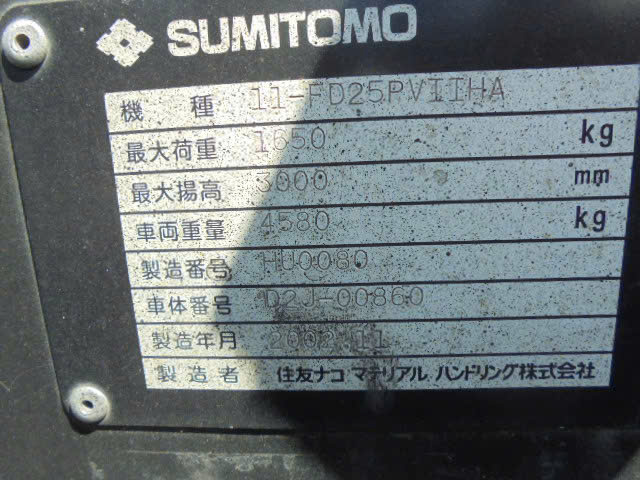 SUMITOMO
機 種 11-FD25PVIIHA
最大荷重 1650 kg
最大揚高 3000 mm
車両重量 4580 kg
製造番号 HU0080
車体番号 D2J-00860
製造年月 2002.11
製造者 住友ナコ マテリアル ハンドリング株式会社